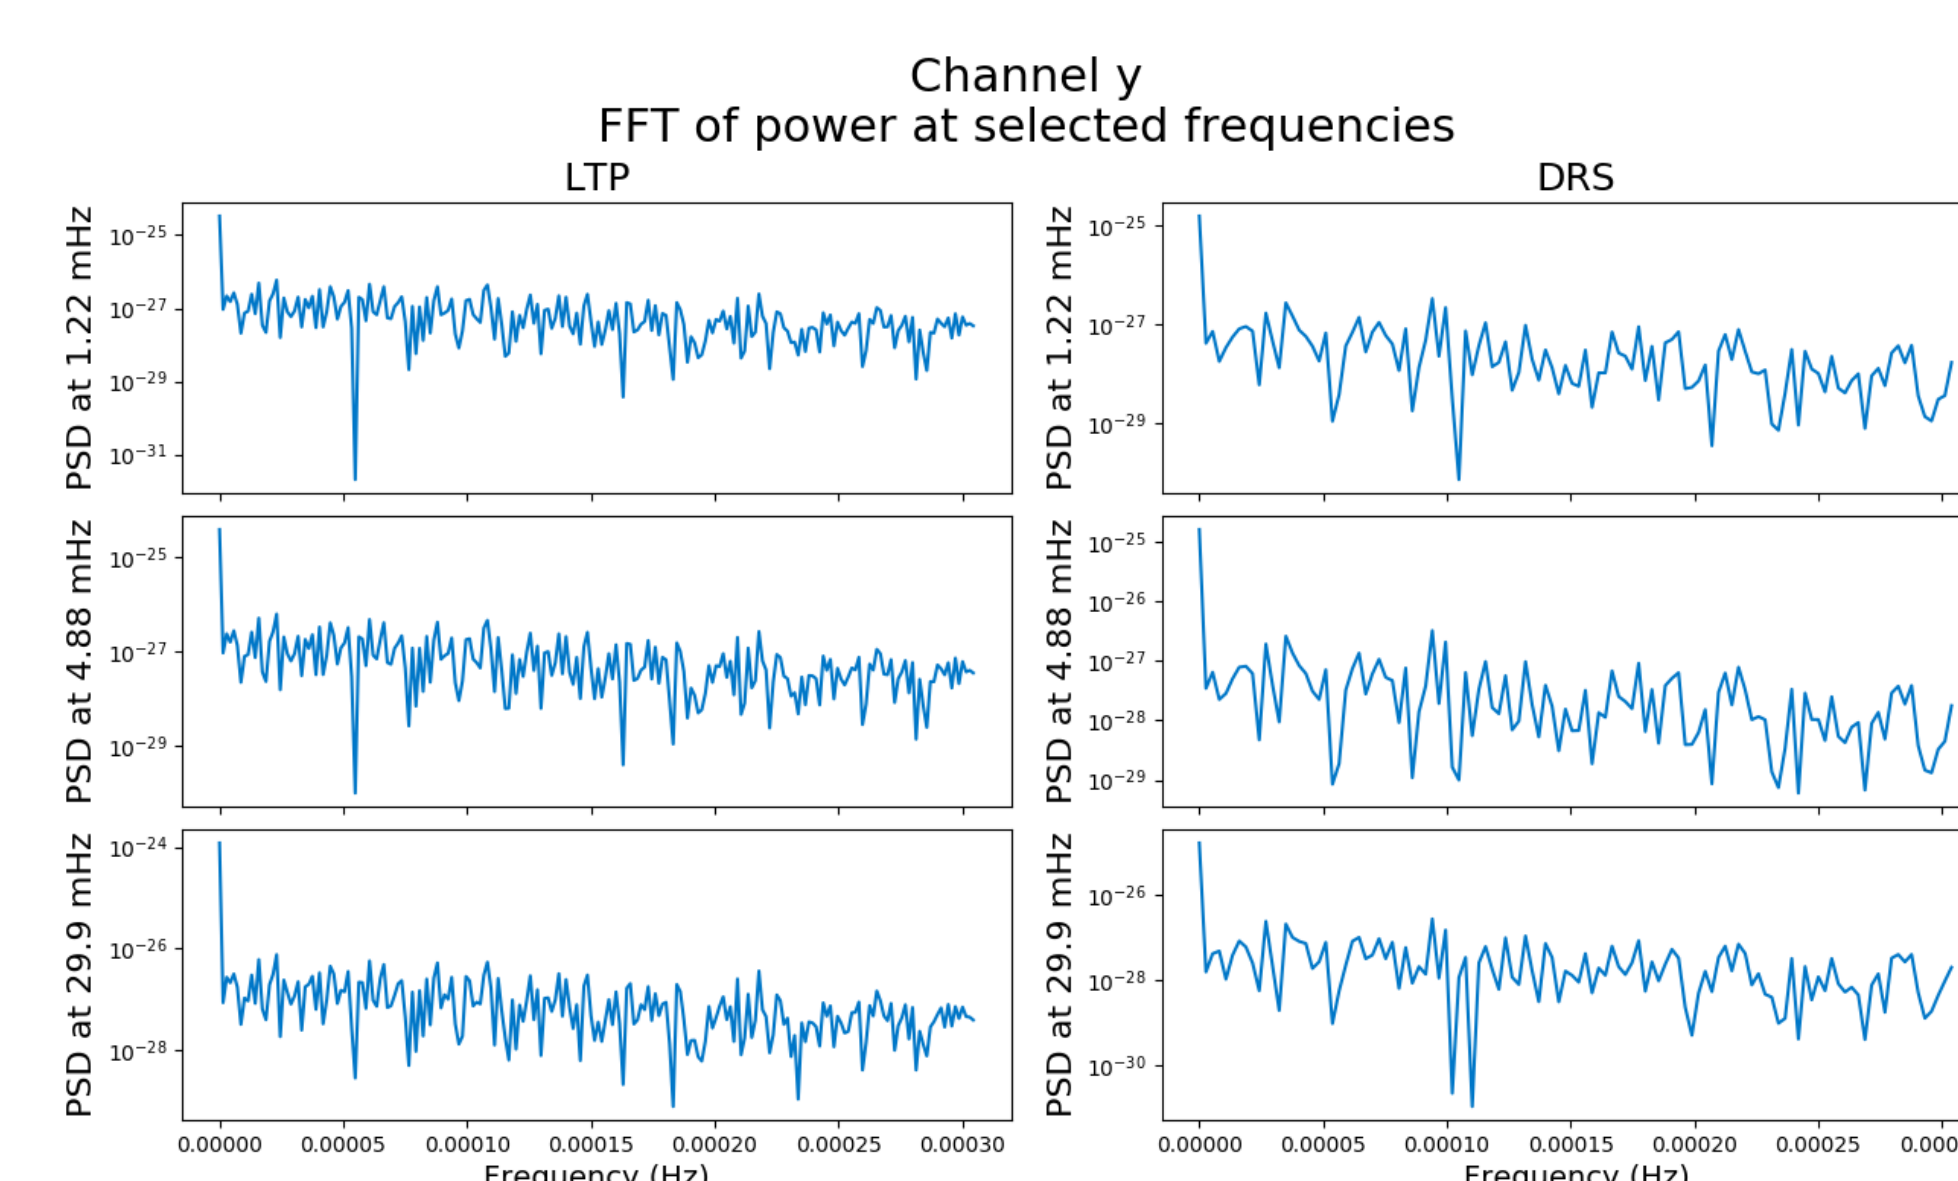 Channel y
FFT of power at selected frequencies
LTP
DRS
PSD at 1.22 mHz
10^-25
10^-27
10^-29
10^-31
PSD at 1.22 mHz
10^-25
10^-27
10^-29
PSD at 4.88 mHz
10^-25
10^-27
10^-29
PSD at 4.88 mHz
10^-25
10^-26
10^-27
10^-28
10^-29
PSD at 29.9 mHz
10^-24
10^-26
10^-28
PSD at 29.9 mHz
10^-26
10^-28
10^-30
0.00000 0.00005 0.00010 0.00015 0.00020 0.00025 0.00030
0.00000 0.00005 0.00010 0.00015 0.00020 0.00025 0.000
Frequency (Hz)
Frequency (Hz)